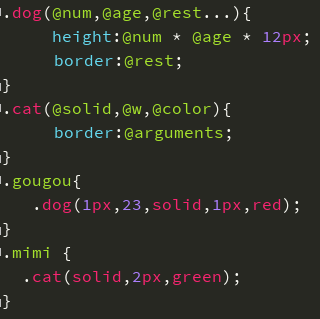 .dog(@num,@age,@rest...){
height:@num * @age * 12px;
border:@rest;
}
.cat(@solid,@w,@color){
border:@arguments;
}
.gougou{
.dog(1px,23,solid,1px,red);
}
.mimi {
.cat(solid,2px,green);
}